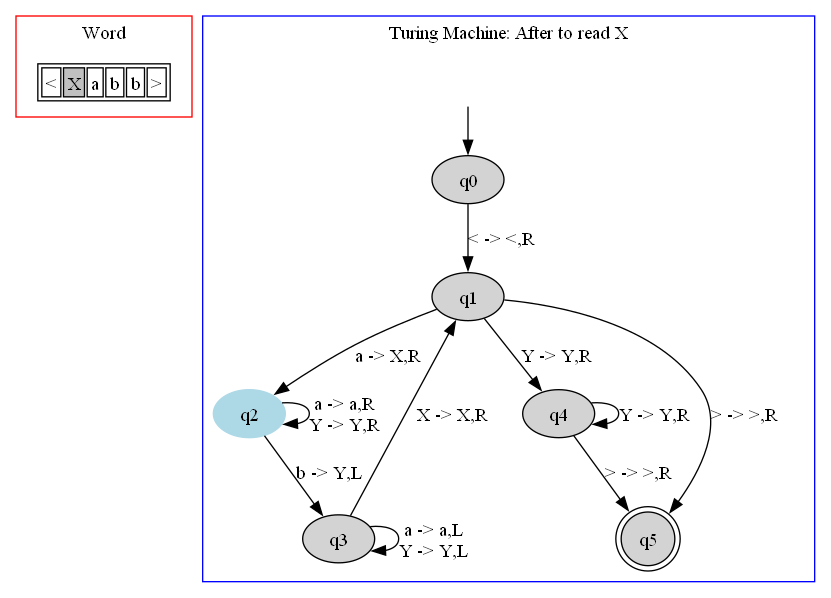 Word
< X a b b >
Turing Machine: After to read X
q0
< -> <,R
q1
a -> X,R
Y -> Y,R
q2
a -> a,R
Y -> Y,R
X -> X,R
q4
Y -> Y,R
> -> >,R
b -> Y,L
> -> >,R
q3
a -> a,L
Y -> Y,L
q5